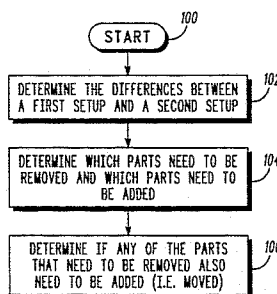 100
START
102
DETERMINE THE DIFFERENCES BETWEEN
A FIRST SETUP AND A SECOND SETUP
104
DETERMINE WHICH PARTS NEED TO BE
REMOVED AND WHICH PARTS NEED TO
BE ADDED
DETERMINE IF ANY OF THE PARTS
THAT NEED TO BE REMOVED ALSO
NEED TO BE ADDED (I.E. MOVED)